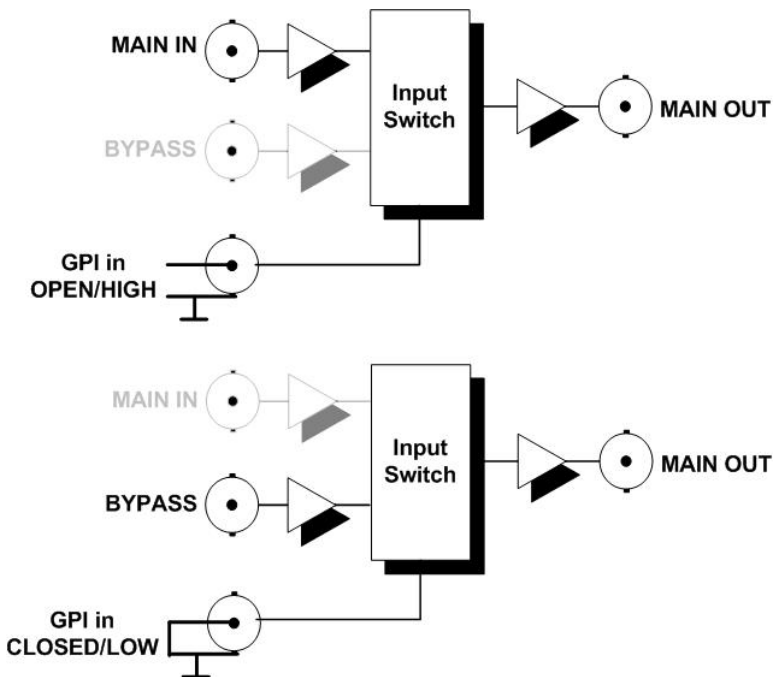 MAIN IN
BYPASS
GPI in
OPEN/HIGH
Input
Switch
MAIN OUT
MAIN IN
BYPASS
GPI in
CLOSED/LOW
Input
Switch
MAIN OUT